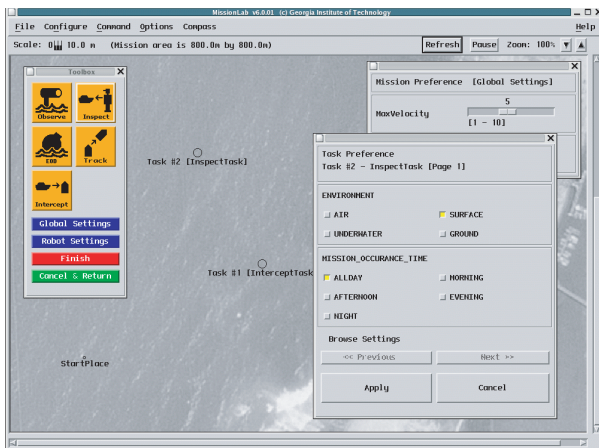 MissionLab v6.0.01 (c) Georgia Institute of Technology
File Configure Command Options Compass Help
Scale: 0 10.0 m (Mission area is 800.0m by 800.0m) Refresh Pause Zoom: 100%
Toolbox
Observe Inspect
EOD Track
Intercept
Global Settings
Robot Settings
Finish
Cancel & Return
Task #2 [InspectTask]
Task #1 [InterceptTask
StartPlace
Mission Preference [Global Settings]
5
MaxVelocity
[1 - 10]
Task Preference
Task #2 - InspectTask [Page 1]
ENVIRONMENT
AIR SURFACE
UNDERWATER GROUND
MISSION_OCCURANCE_TIME
ALLDAY MORNING
AFTERNOON EVENING
NIGHT
Browse Settings
<< Previous Next >>
Apply Cancel